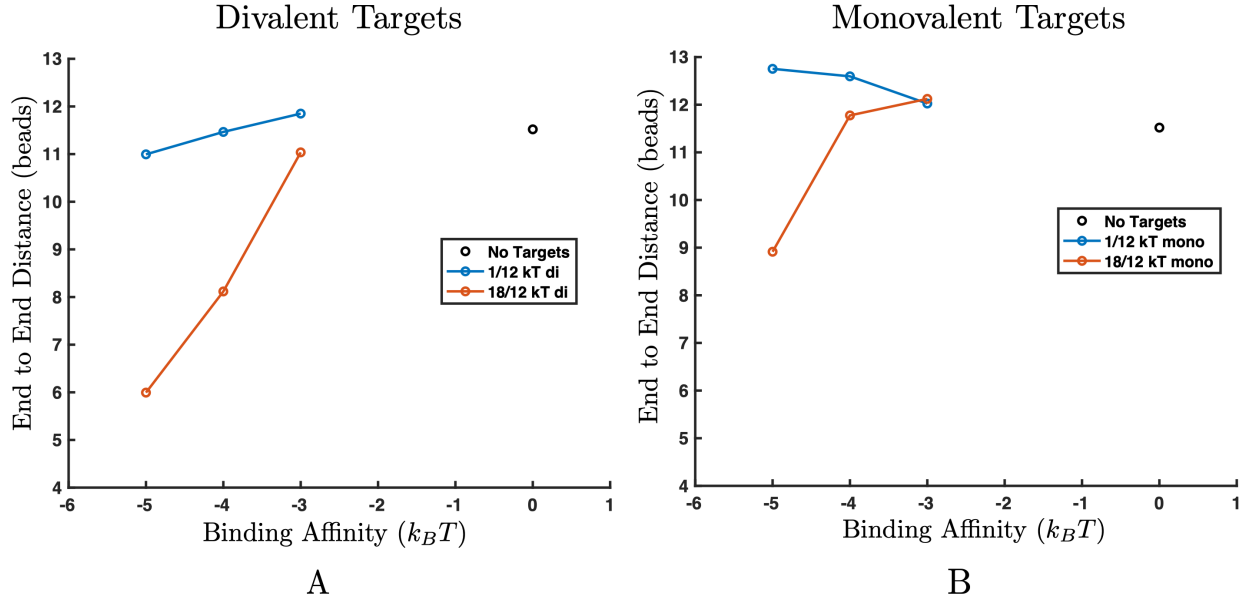 Divalent Targets
13
12
11
10
9
8
7
6
5
4
-6
-5
-4
-3
-2
-1
0
1
End to End Distance (beads)
Binding Affinity (k_BT)
No Targets
1/12 kT di
18/12 kT di
A
Monovalent Targets
13
12
11
10
9
8
7
6
5
4
-6
-5
-4
-3
-2
-1
0
1
End to End Distance (beads)
Binding Affinity (k_BT)
No Targets
1/12 kT mono
18/12 kT mono
B